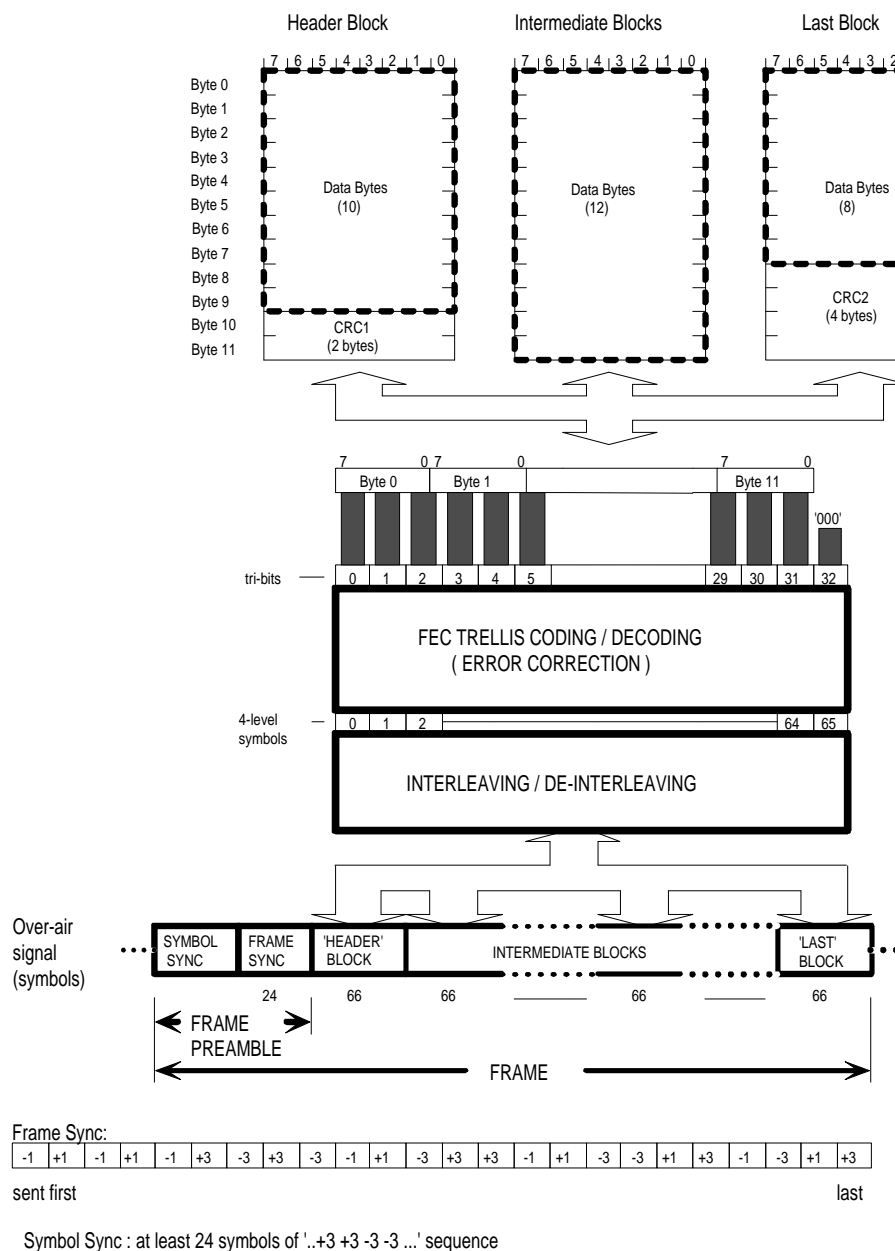 Header Block Intermediate Blocks Last Block
7 6 5 4 3 2 1 0 7 6 5 4 3 2 1 0 7 6 5 4 3 2
Byte 0
Byte 1
Byte 2
Byte 3
Byte 4
Byte 5
Byte 6
Byte 7
Byte 8
Byte 9
Byte 10
Byte 11
Data Bytes
(10)
CRC1
(2 bytes)
Data Bytes
(12)
Data Bytes
(8)
CRC2
(4 bytes)
7 0 7 0 7 0
Byte 0 Byte 1 Byte 11
'000'
tri-bits 0 1 2 3 4 5 29 30 31 32
FEC TRELLIS CODING / DECODING
( ERROR CORRECTION )
4-level
symbols
0 1 2 64 65
INTERLEAVING / DE-INTERLEAVING
Over-air
signal
(symbols)
SYMBOL
SYNC
FRAME
SYNC
'HEADER'
BLOCK
INTERMEDIATE BLOCKS
'LAST'
BLOCK
24 66 66 66 66
FRAME
PREAMBLE
FRAME
Frame Sync:
-1 +1 -1 +1 -1 +3 -3 +3 -3 -1 +1 -3 +3 +3 -1 +1 -3 -3 +1 +3 -1 -3 +1 +3
sent first last
Symbol Sync : at least 24 symbols of '..+3 +3 -3 -3 ...' sequence